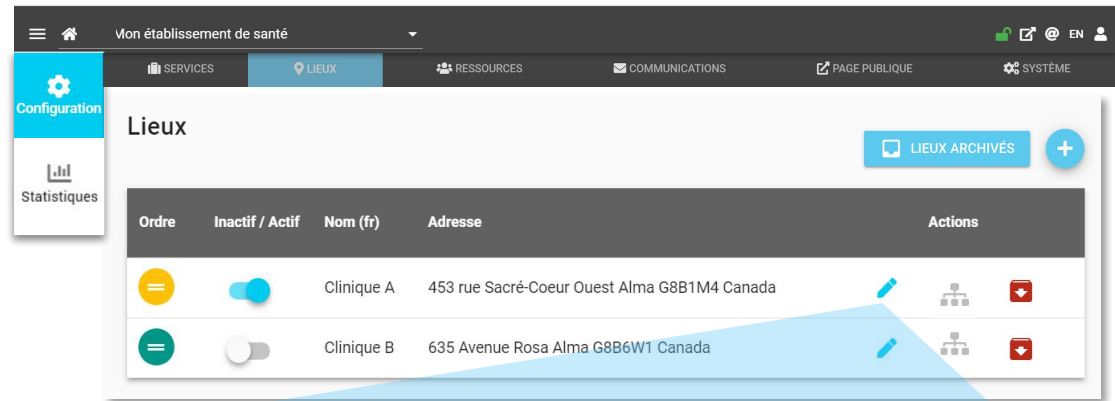 Mon établissement de santé
@ EN
Configuration
Statistiques
SERVICES LIEUX RESSOURCES COMMUNICATIONS PAGE PUBLIQUE SYSTÈME
Lieux
LIEUX ARCHIVÉS
Ordre Inactif / Actif Nom (fr) Adresse Actions
Clinique A 453 rue Sacré-Coeur Ouest Alma G8B1M4 Canada
Clinique B 635 Avenue Rosa Alma G8B6W1 Canada